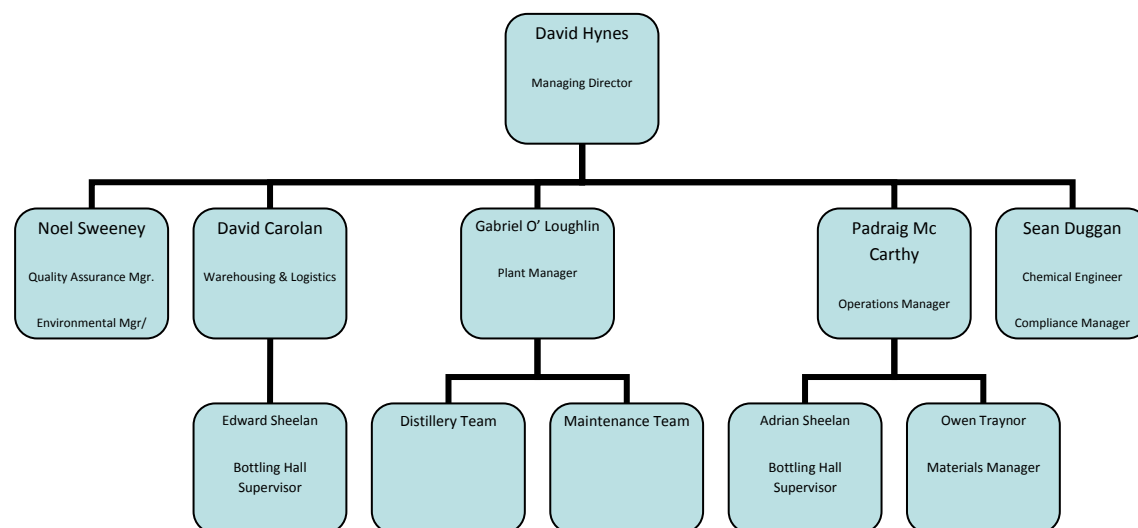 David Hynes
Managing Director
Noel Sweeney
Quality Assurance Mgr.
Environmental Mgr/
David Carolan
Warehousing & Logistics
Gabriel O’ Loughlin
Plant Manager
Padraig Mc
Carthy
Operations Manager
Sean Duggan
Chemical Engineer
Compliance Manager
Edward Sheelan
Bottling Hall
Supervisor
Distillery Team
Maintenance Team
Adrian Sheelan
Bottling Hall
Supervisor
Owen Traynor
Materials Manager